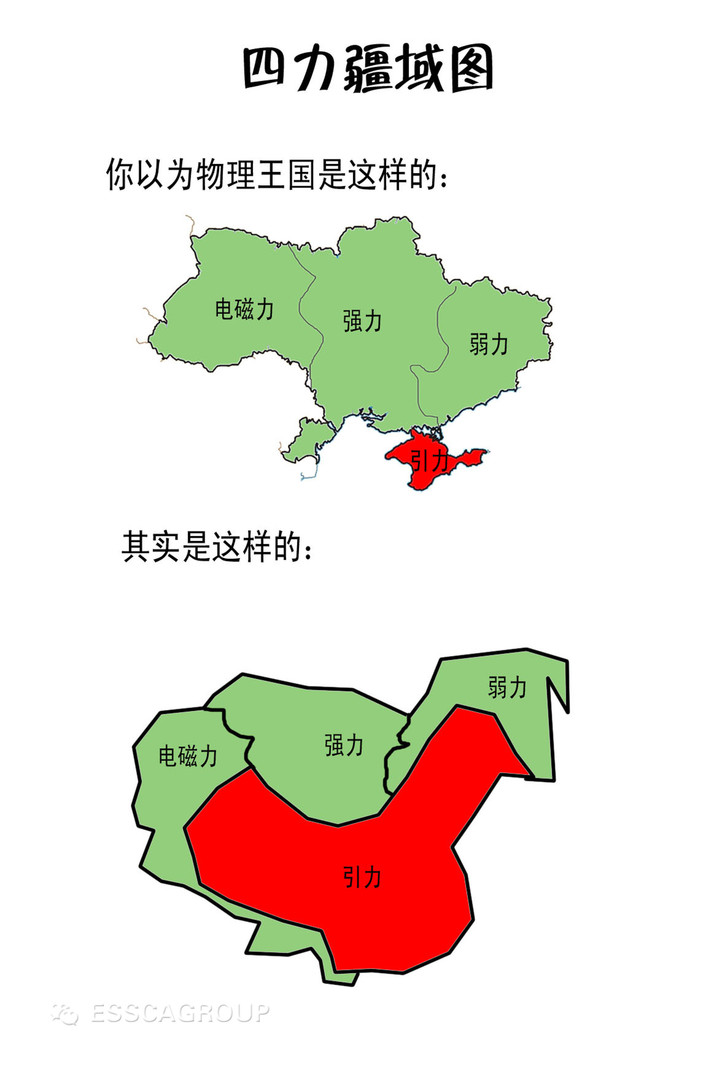 四力疆域图
你以为物理王国是这样的：
电磁力
强力
弱力
引力
其实是这样的：
弱力
强力
电磁力
引力
ESSCAGROUP